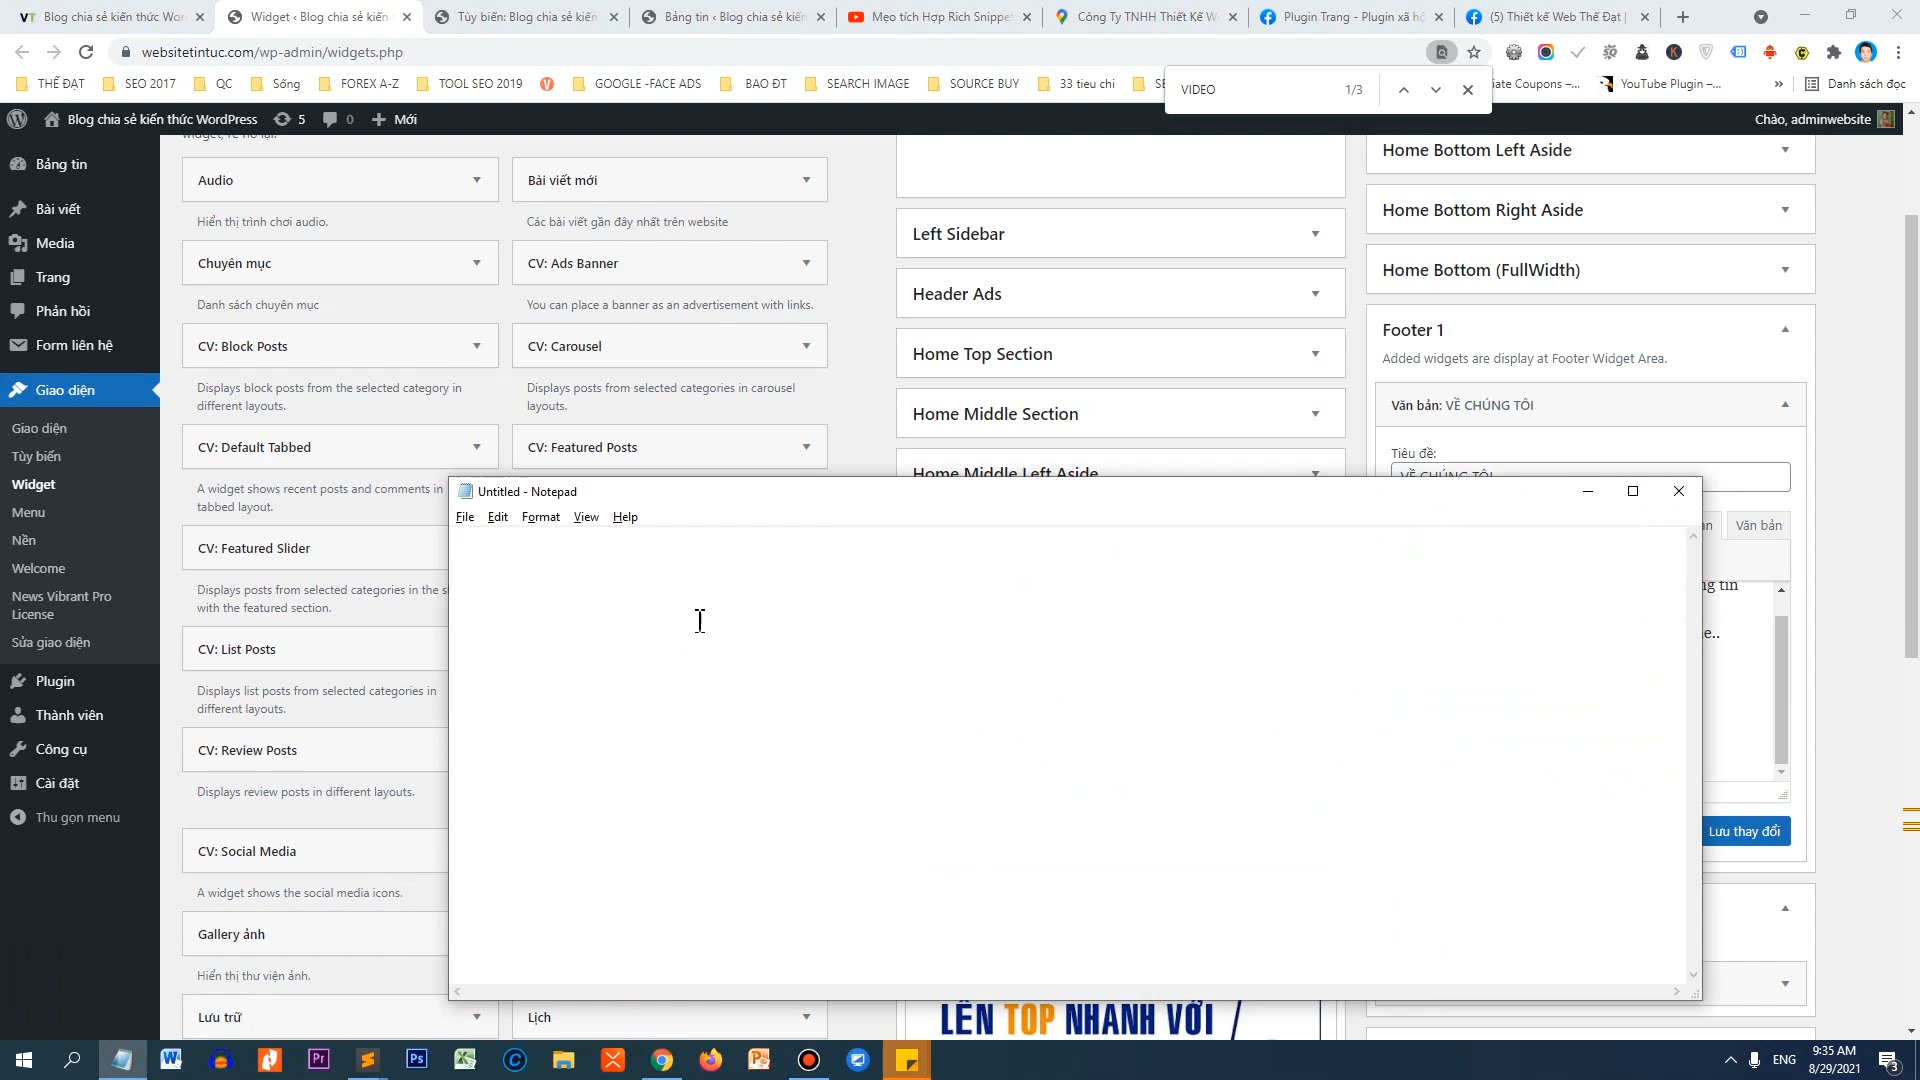 Blog chia sẻ kiến thức Wor
Widget ‹ Blog chia sẻ kiến
Tùy biến: Blog chia sẻ kiến
Bảng tin ‹ Blog chia sẻ kiến
Mẹo tích Hợp Rich Snippet
Công Ty TNHH Thiết Kế W
Plugin Trang - Plugin xã hộ
(5) Thiết kế Web Thế Đạt |
websitetintuc.com/wp-admin/widgets.php
THẾ ĐẠT
SEO 2017
QC
Sống
FOREX A-Z
TOOL SEO 2019
GOOGLE -FACE ADS
BAO ĐT
SEARCH IMAGE
SOURCE BUY
33 tieu chi
SE
iate Coupons –...
YouTube Plugin –...
»
Danh sách đọc
VIDEO
1/3
Blog chia sẻ kiến thức WordPress
5
0
Mới
Chào, adminwebsite
Bảng tin
Bài viết
Media
Trang
Phản hồi
Form liên hệ
Giao diện
Giao diện
Tùy biến
Widget
Menu
Nền
Welcome
News Vibrant Pro
License
Sửa giao diện
Plugin
Thành viên
Công cụ
Cài đặt
Thu gọn menu
Audio
Hiển thị trình chơi audio.
Bài viết mới
Các bài viết gần đây nhất trên website
Chuyên mục
Danh sách chuyên mục
CV: Ads Banner
You can place a banner as an advertisement with links.
CV: Block Posts
Displays block posts from the selected category in
different layouts.
CV: Carousel
Displays posts from selected categories in carousel
layouts.
CV: Default Tabbed
A widget shows recent posts and comments in
tabbed layout.
CV: Featured Posts
CV: Featured Slider
Displays posts from selected categories in the s
with the featured section.
CV: List Posts
Displays list posts from selected categories in
different layouts.
CV: Review Posts
Displays review posts in different layouts.
CV: Social Media
A widget shows the social media icons.
Gallery ảnh
Hiển thị thư viện ảnh.
Lưu trữ
Lịch
Left Sidebar
Header Ads
Home Top Section
Home Middle Section
Home Middle Left Aside
Home Bottom Left Aside
Home Bottom Right Aside
Home Bottom (FullWidth)
Footer 1
Added widgets are display at Footer Widget Area.
Văn bản: VỀ CHÚNG TÔI
Tiêu đề:
VỀ CHÚNG TÔI
an
Văn bản
ng tin
e..
Lưu thay đổi
Untitled - Notepad
File
Edit
Format
View
Help
LÊN TOP NHANH VỚI
ENG
9:35 AM
8/29/2021
3